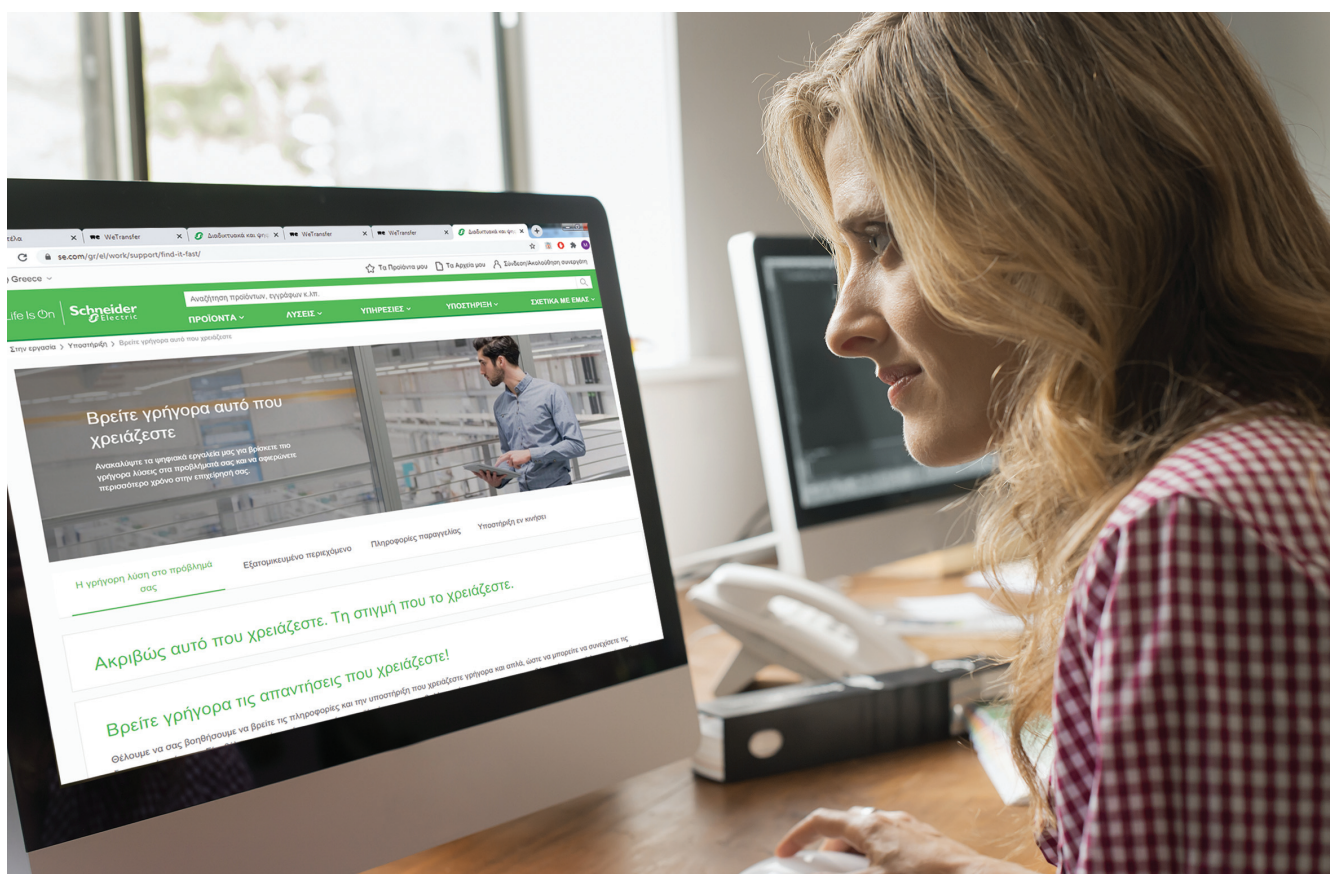 WeTransfer
Διαδικτυακά και ψη
WeTransfer
WeTransfer
Διαδικτυακά και ψη
se.com/gr/el/work/support/find-it-fast/
Greece
Τα Προϊόντα μου
Τα Αρχεία μου
Σύνδεση/Ακολούθηση συνεργάτη
Life Is On
Schneider
Electric
Αναζήτηση προϊόντων, εγγράφων κ.λπ.
ΠΡΟΪΟΝΤΑ
ΛΥΣΕΙΣ
ΥΠΗΡΕΣΙΕΣ
ΥΠΟΣΤΗΡΙΞΗ
ΣΧΕΤΙΚΑ ΜΕ ΕΜΑΣ
Στην εργασία > Υποστήριξη > Βρείτε γρήγορα αυτό που χρειάζεστε
Βρείτε γρήγορα αυτό που
χρειάζεστε
Ανακαλύψτε τα ψηφιακά εργαλεία μας για βρίσκετε πιο
γρήγορα λύσεις στα προβλήματά σας και να αφιερώνετε
περισσότερο χρόνο στην επιχείρησή σας.
Η γρήγορη λύση στο πρόβλημά
σας
Εξατομικευμένο περιεχόμενο
Πληροφορίες παραγγελίας
Υποστήριξη εν κινήσει
Ακριβώς αυτό που χρειάζεστε. Τη στιγμή που το χρειάζεστε.
Βρείτε γρήγορα τις απαντήσεις που χρειάζεστε!
Θέλουμε να σας βοηθήσουμε να βρείτε τις πληροφορίες και την υποστήριξη που χρειάζεστε γρήγορα και απλά, ώστε να μπορείτε να συνεχίσετε τις